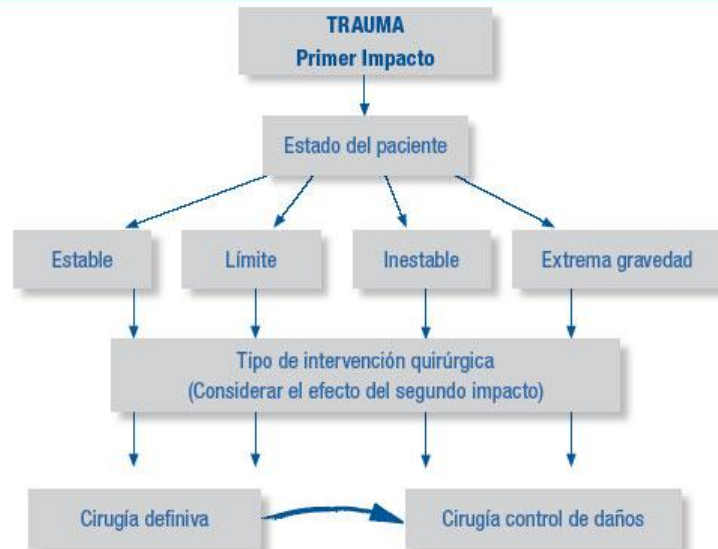 TRAUMA
Primer Impacto
Estado del paciente
Estable
Límite
Inestable
Extrema gravedad
Tipo de intervención quirúrgica
(Considerar el efecto del segundo impacto)
Cirugía definiva
Cirugía control de daños